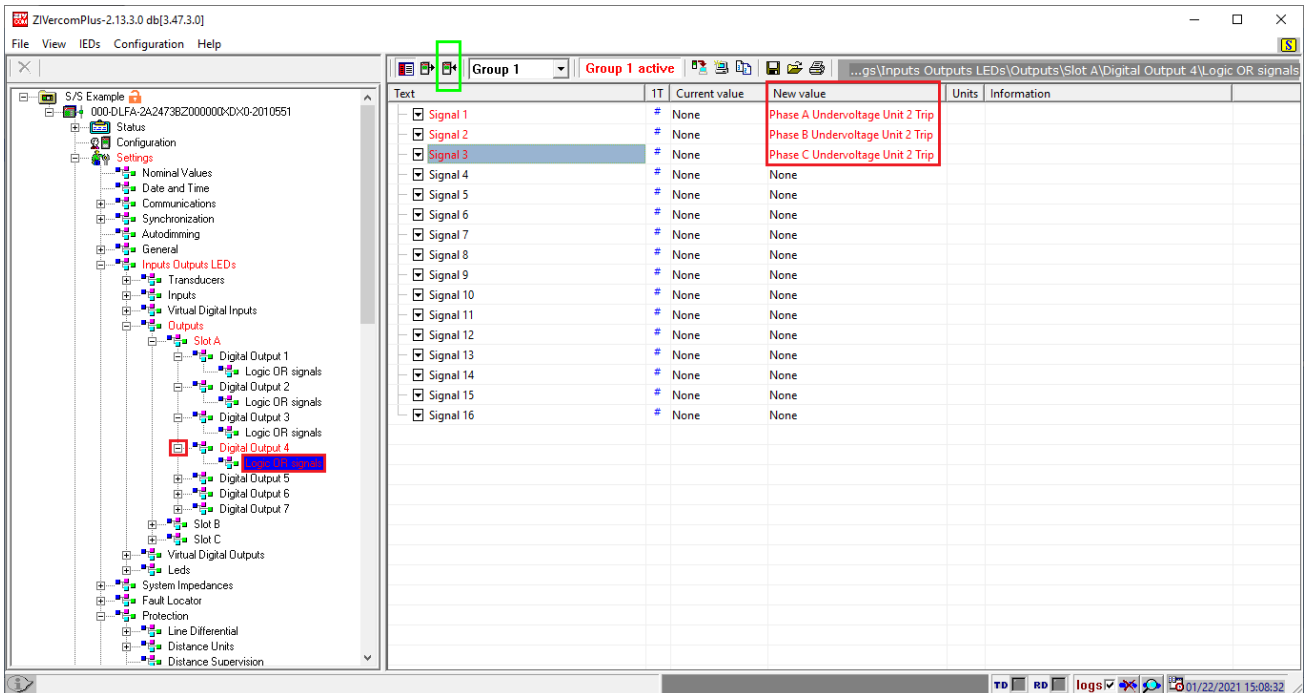 ZIV COM ZIVercomPlus-2.13.3.0 db[3.47.3.0]
File View IEDs Configuration Help
S
Group 1
Group 1 active
...gs\Inputs Outputs LEDs\Outputs\Slot A\Digital Output 4\Logic OR signals
S/S Example
000-DLFA-2A2473BZ000000XDX0-2010551
Status
Configuration
Settings
Nominal Values
Date and Time
Communications
Synchronization
Autodimming
General
Inputs Outputs LEDs
Transducers
Inputs
Virtual Digital Inputs
Outputs
Slot A
Digital Output 1
Logic OR signals
Digital Output 2
Logic OR signals
Digital Output 3
Logic OR signals
Digital Output 4
Logic OR signals
Digital Output 5
Digital Output 6
Digital Output 7
Slot B
Slot C
Virtual Digital Outputs
Leds
System Impedances
Fault Locator
Protection
Line Differential
Distance Units
Distance Supervision
Text 1T Current value New value Units Information
Signal 1 # None Phase A Undervoltage Unit 2 Trip
Signal 2 # None Phase B Undervoltage Unit 2 Trip
Signal 3 # None Phase C Undervoltage Unit 2 Trip
Signal 4 # None None
Signal 5 # None None
Signal 6 # None None
Signal 7 # None None
Signal 8 # None None
Signal 9 # None None
Signal 10 # None None
Signal 11 # None None
Signal 12 # None None
Signal 13 # None None
Signal 14 # None None
Signal 15 # None None
Signal 16 # None None
TD RD logs 01/22/2021 15:08:32